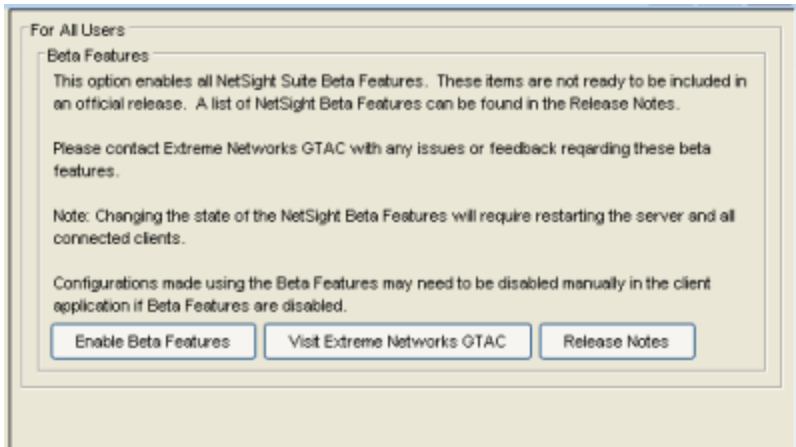 For All Users
Beta Features
This option enables all NetSight Suite Beta Features. These items are not ready to be included in
an official release. A list of NetSight Beta Features can be found in the Release Notes.
Please contact Extreme Networks GTAC with any issues or feedback regarding these beta
features.
Note: Changing the state of the NetSight Beta Features will require restarting the server and all
connected clients.
Configurations made using the Beta Features may need to be disabled manually in the client
application if Beta Features are disabled.
Enable Beta Features Visit Extreme Networks GTAC Release Notes